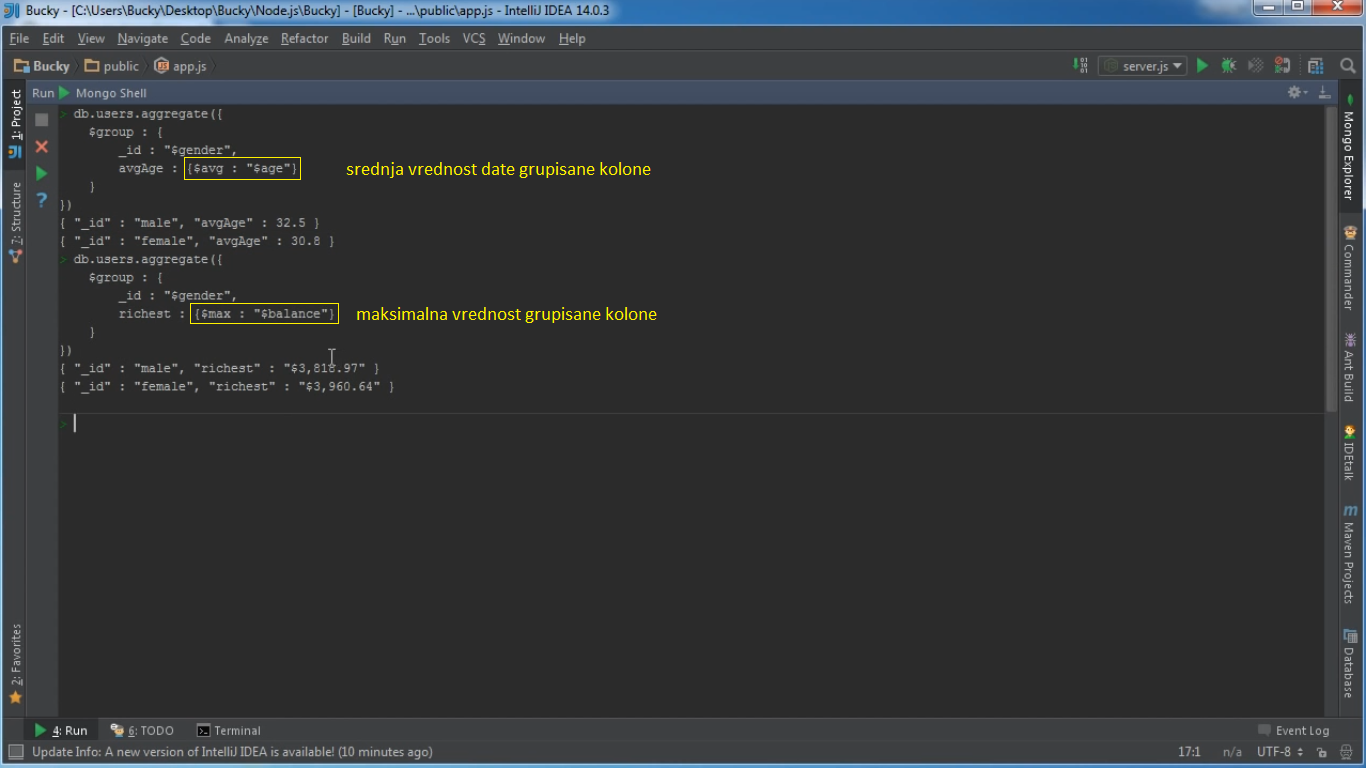 Bucky - [C:\Users\Bucky\Desktop\Bucky\Node.js\Bucky] - [Bucky] - ...\public\app.js - IntelliJ IDEA 14.0.3
File Edit View Navigate Code Analyze Refactor Build Run Tools VCS Window Help
Bucky public app.js server.js
Run Mongo Shell
> db.users.aggregate({
$group : {
_id : "$gender",
avgAge : {$avg : "$age"} srednja vrednost date grupisane kolone
}
})
{ "_id" : "male", "avgAge" : 32.5 }
{ "_id" : "female", "avgAge" : 30.8 }
> db.users.aggregate({
$group : {
_id : "$gender",
richest : {$max : "$balance"} maksimalna vrednost grupisane kolone
}
})
{ "_id" : "male", "richest" : "$3,818.97" }
{ "_id" : "female", "richest" : "$3,960.64" }
>
1: Project
7: Structure
2: Favorites
Mongo Explorer
Commander
Ant Build
IDEtalk
Maven Projects
Database
4: Run 6: TODO Terminal Event Log
Update Info: A new version of IntelliJ IDEA is available! (10 minutes ago) 17:1 n/a UTF-8